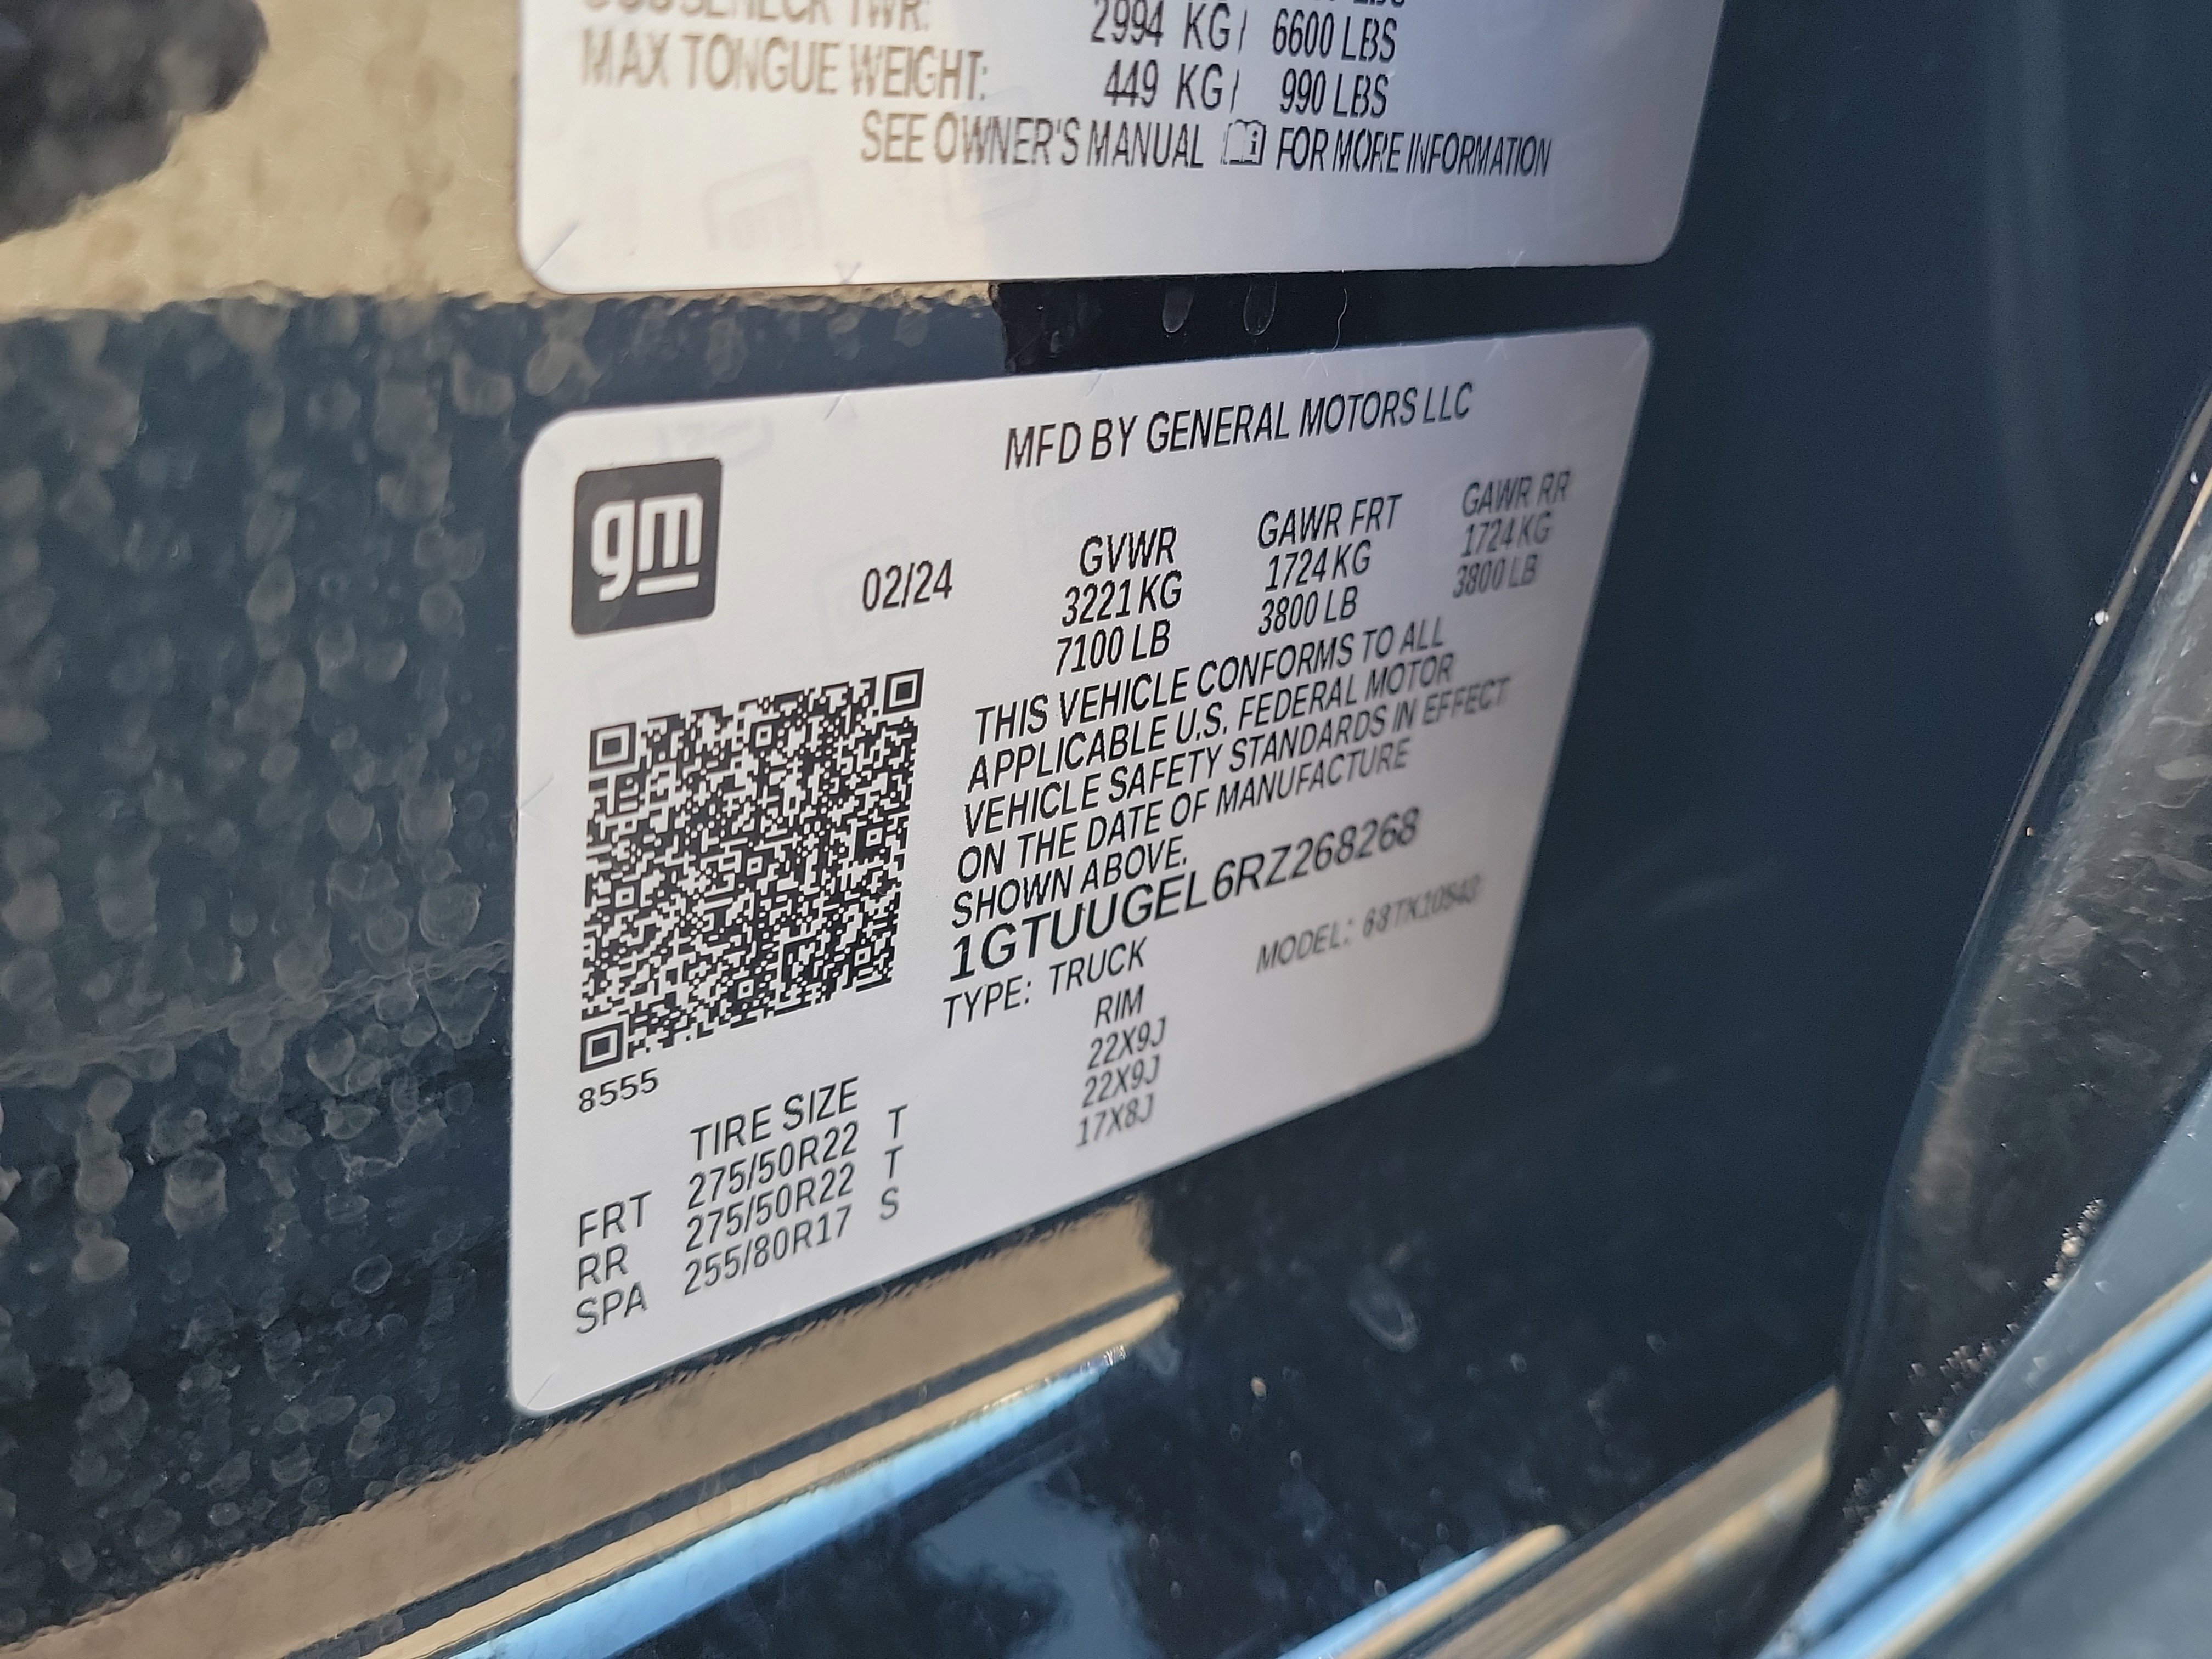 GOOSENECK TWR: 2994 KG / 6600 LBS
MAX TONGUE WEIGHT: 449 KG / 990 LBS
SEE OWNER'S MANUAL FOR MORE INFORMATION
gm
MFD BY GENERAL MOTORS LLC
02/24 GVWR GAWR FRT GAWR RR
3221 KG 1724 KG 1724 KG
7100 LB 3800 LB 3800 LB
THIS VEHICLE CONFORMS TO ALL
APPLICABLE U.S. FEDERAL MOTOR
VEHICLE SAFETY STANDARDS IN EFFECT
ON THE DATE OF MANUFACTURE
SHOWN ABOVE.
1GTUUGEL6RZ268268
TYPE: TRUCK MODEL:
8555
TIRE SIZE RIM
FRT 275/50R22 T 22X9J
RR 275/50R22 T 22X9J
SPA 255/80R17 S 17X8J